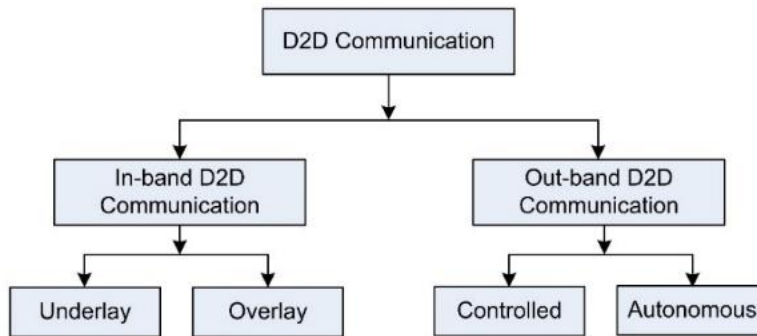 D2D Communication
In-band D2D
Communication
Out-band D2D
Communication
Underlay
Overlay
Controlled
Autonomous